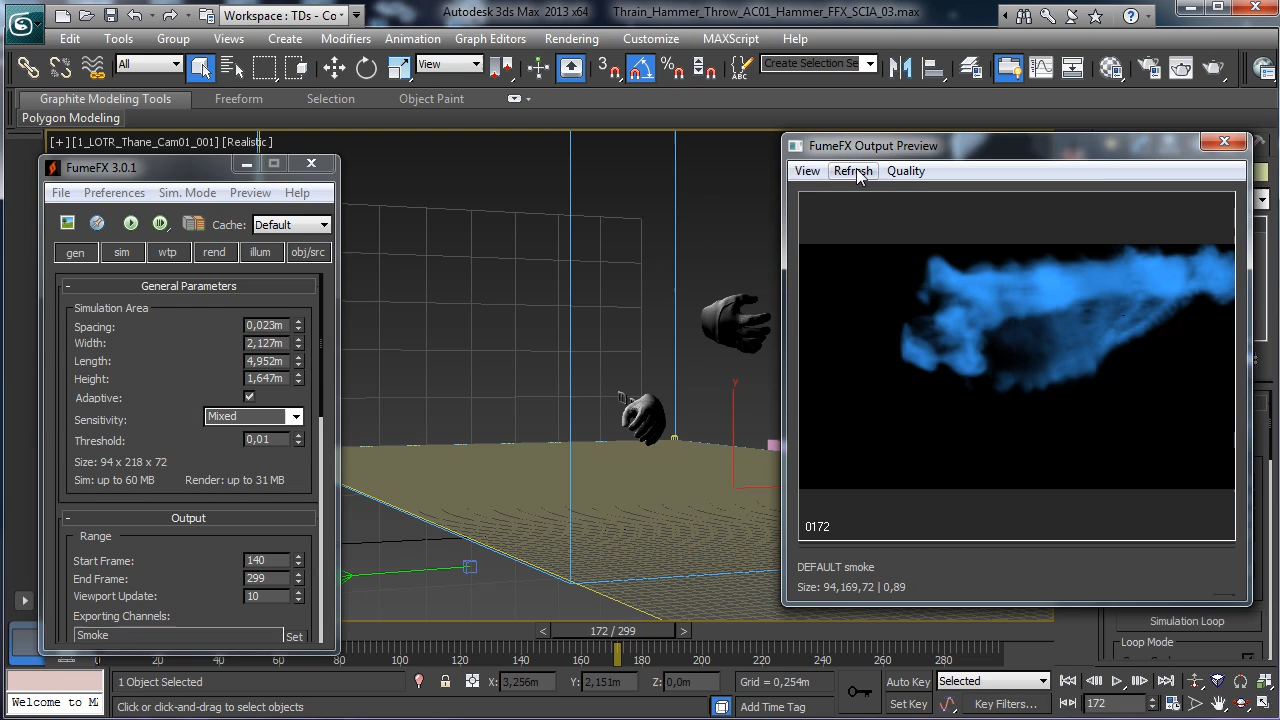 Workspace : TDs - Co
Autodesk 3ds Max 2013 x64
Thrain_Hammer_Throw_AC01_Hammer_FFX_SCIA_03.max
Edit Tools Group Views Create Modifiers Animation Graph Editors Rendering Customize MAXScript Help
All
View
3
Create Selection Se
Graphite Modeling Tools Freeform Selection Object Paint
Polygon Modeling
[+] [1_LOTR_Thane_Cam01_001] [Realistic]
FumeFX 3.0.1
File Preferences Sim. Mode Preview Help
Cache: Default
gen sim wtp rend illum obj/src
- General Parameters
Simulation Area
Spacing: 0,023m
Width: 2,127m
Length: 4,952m
Height: 1,647m
Adaptive:
Sensitivity: Mixed
Threshold: 0,01
Size: 94 x 218 x 72
Sim: up to 60 MB Render: up to 31 MB
- Output
Range
Start Frame: 140
End Frame: 299
Viewport Update: 10
Exporting Channels:
Smoke Set
FumeFX Output Preview
View Refresh Quality
0172
DEFAULT smoke
Size: 94,169,72 | 0,89
y
Simulation Loop
Loop Mode
< 172 / 299 >
0 20 40 60 80 100 120 140 160 180 200 220 240 260 280
1 Object Selected X: 3,256m Y: 2,151m Z: 0,0m Grid = 0,254m Auto Key Selected
Welcome to M
Click or click-and-drag to select objects Add Time Tag Set Key Key Filters... 172